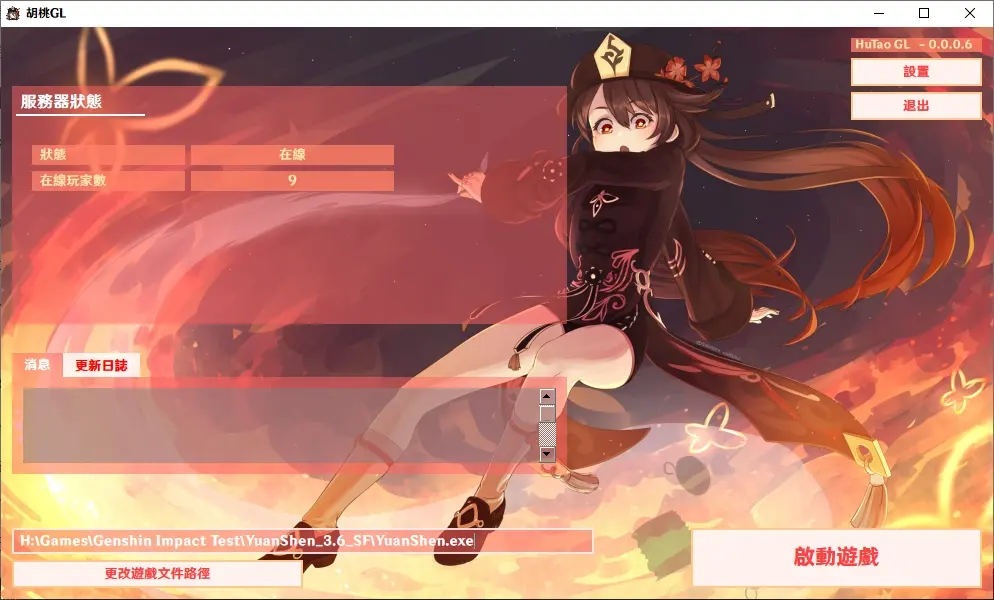 胡桃GL
HuTao GL - 0.0.0.6
設置
退出
服務器狀態
狀態 在線
在線玩家數 9
消息 更新日誌
H:\Games\Genshin Impact Test\YuanShen_3.6_SF\YuanShen.exe
更改遊戲文件路徑
啟動遊戲